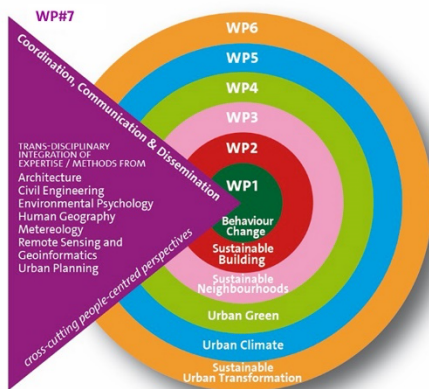 WP#7
Coordination, Communication & Dissemination
TRANS-DISCIPLINARY
INTEGRATION OF
EXPERTISE / METHODS FROM
Architecture
Civil Engineering
Environmental Psychology
Human Geography
Metereology
Remote Sensing and
Geoinformatics
Urban Planning
cross-cutting people-centred perspectives
WP6
WP5
WP4
WP3
WP2
WP1
Behaviour
Change
Sustainable
Building
Sustainable
Neighbourhoods
Urban Green
Urban Climate
Sustainable
Urban Transformation